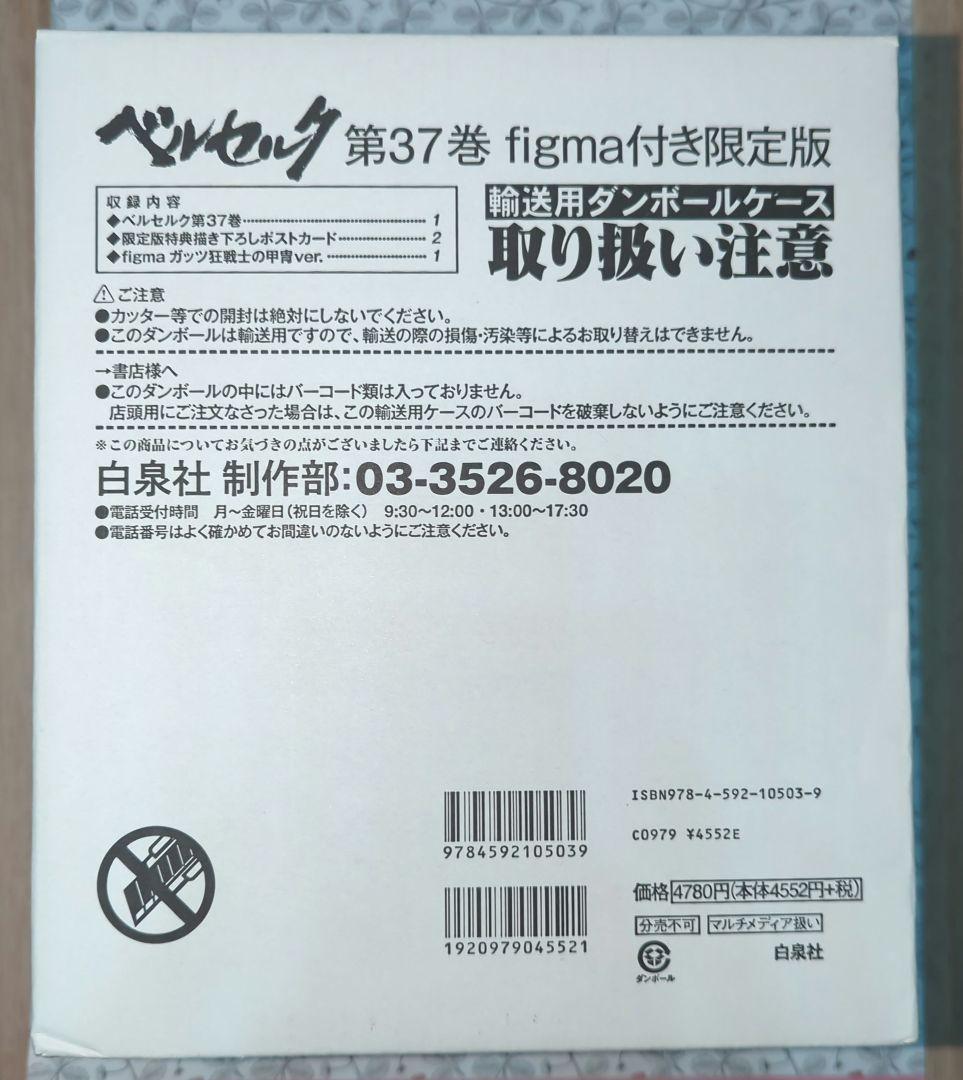 ベルセルク 第37巻 figma付き限定版
収録内容
◆ベルセルク第37巻 1
◆限定版特典描き下ろしポストカード 2
◆figma ガッツ狂戦士の甲冑ver. 1
輸送用ダンボールケース
取り扱い注意
⚠ご注意
●カッター等での開封は絶対にしないでください。
●このダンボールは輸送用ですので、輸送の際の損傷・汚染等によるお取り替えはできません。
→書店様へ
●このダンボールの中にはバーコード類は入っておりません。
店頭用にご注文なさった場合は、この輸送用ケースのバーコードを破棄しないようにご注意ください。
※この商品についてお気づきの点がございましたら下記までご連絡ください。
白泉社 制作部:03-3526-8020
●電話受付時間 月〜金曜日(祝日を除く) 9:30〜12:00・13:00〜17:30
●電話番号はよく確かめてお間違いのないようにご注意ください。
9784592105039
1920979045521
ISBN978-4-592-10503-9
C0979 ¥4552E
価格 4780円(本体4552円+税)
分売不可 マルチメディア扱い
白泉社
ダンボール